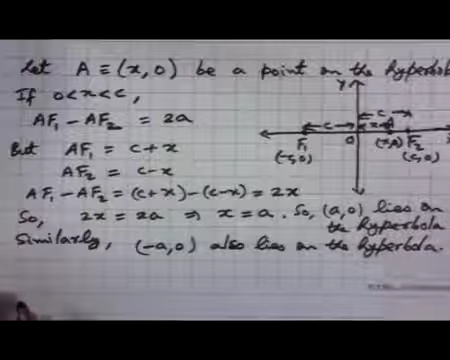 Let A ≡ (x, 0) be a point on the hyperbol
If 0<x<c,
AF₁ - AF₂ = 2a
But AF₁ = c+x
AF₂ = c-x
AF₁-AF₂ = (c+x)-(c-x) = 2x
So, 2x = 2a ⇒ x = a. So, (a,0) lies on
the hyperbola
Similarly, (-a,0) also lies on the hyperbola.
Y
c
c
x
A
F₁
O
F₂
(-c,0)
(c,0)